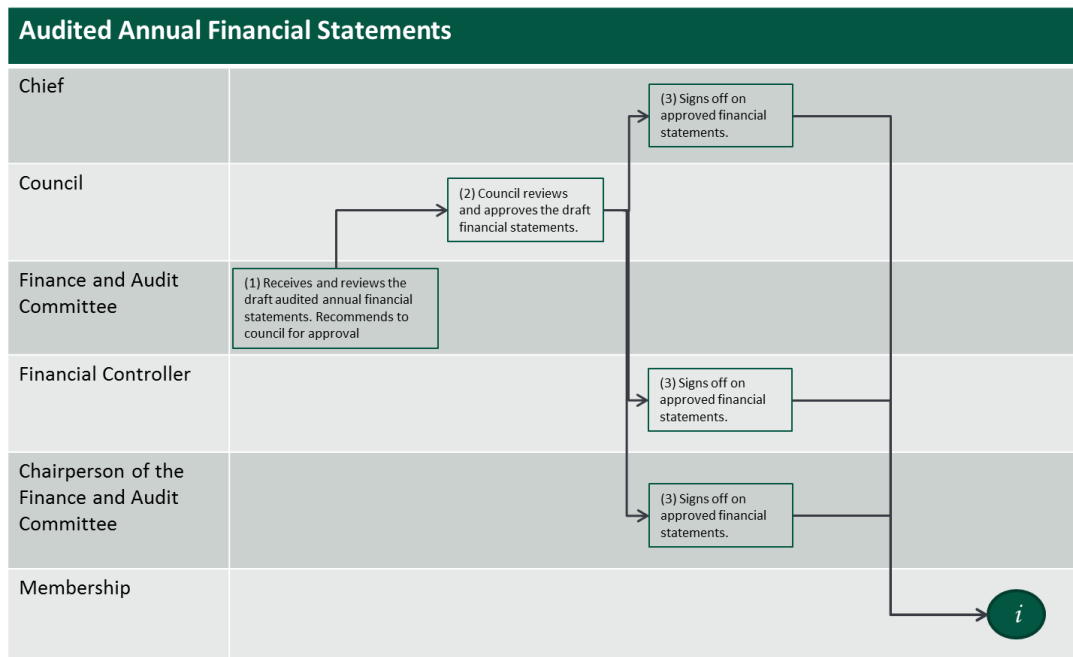 Audited Annual Financial Statements
Chief
(3) Signs off on
approved financial
statements.
Council
(2) Council reviews
and approves the draft
financial statements.
Finance and Audit
Committee
(1) Receives and reviews the
draft audited annual financial
statements. Recommends to
council for approval
Financial Controller
(3) Signs off on
approved financial
statements.
Chairperson of the
Finance and Audit
Committee
(3) Signs off on
approved financial
statements.
Membership
i